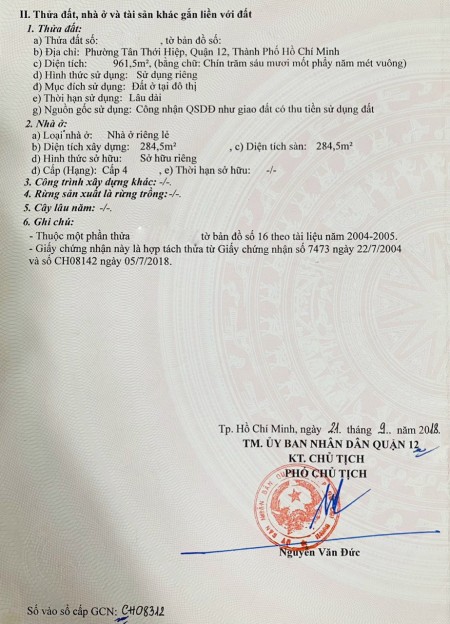 II. Thửa đất, nhà ở và tài sản khác gắn liền với đất
1. Thửa đất:
a) Thửa đất số: , tờ bản đồ số:
b) Địa chỉ: Phường Tân Thới Hiệp, Quận 12, Thành Phố Hồ Chí Minh
c) Diện tích: 961,5m², (bằng chữ: Chín trăm sáu mươi mốt phẩy năm mét vuông)
d) Hình thức sử dụng: Sử dụng riêng
đ) Mục đích sử dụng: Đất ở tại đô thị
e) Thời hạn sử dụng: Lâu dài
g) Nguồn gốc sử dụng: Công nhận QSDĐ như giao đất có thu tiền sử dụng đất
2. Nhà ở:
a) Loại nhà ở: Nhà ở riêng lẻ
b) Diện tích xây dựng: 284,5m² , c) Diện tích sàn: 284,5m²
d) Hình thức sở hữu: Sở hữu riêng
đ) Cấp (Hạng): Cấp 4 , e) Thời hạn sở hữu: -/-
3. Công trình xây dựng khác: -/-.
4. Rừng sản xuất là rừng trồng: -/-.
5. Cây lâu năm: -/-.
6. Ghi chú:
- Thuộc một phần thửa tờ bản đồ số 16 theo tài liệu năm 2004-2005.
- Giấy chứng nhận này là hợp tách thửa từ Giấy chứng nhận số 7473 ngày 22/7/2004
và số CH08142 ngày 05/7/2018.
Tp. Hồ Chí Minh, ngày 21 tháng 9.. năm 2018.
TM. ỦY BAN NHÂN DÂN QUẬN 12
KT. CHỦ TỊCH
PHÓ CHỦ TỊCH
Nguyễn Văn Đức
Số vào sổ cấp GCN: CH08312